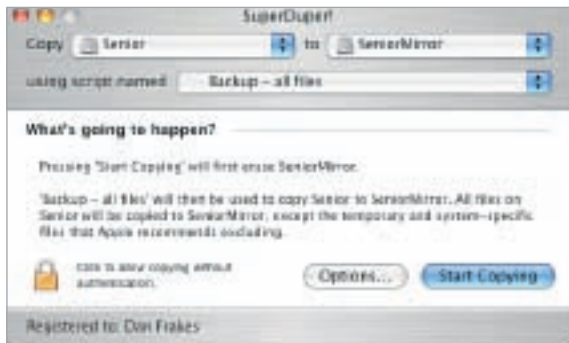 SuperDuper!
Copy Senior to SeniorMirror
using script named Backup – all files
What's going to happen?
Pressing 'Start Copying' will first erase SeniorMirror.
'Backup – all files' will then be used to copy Senior to SeniorMirror. All files on
Senior will be copied to SeniorMirror, except the temporary and system-specific
files that Apple recommends excluding.
Click to allow copying without
authentication.
Options...
Start Copying
Registered to: Dan Frakes